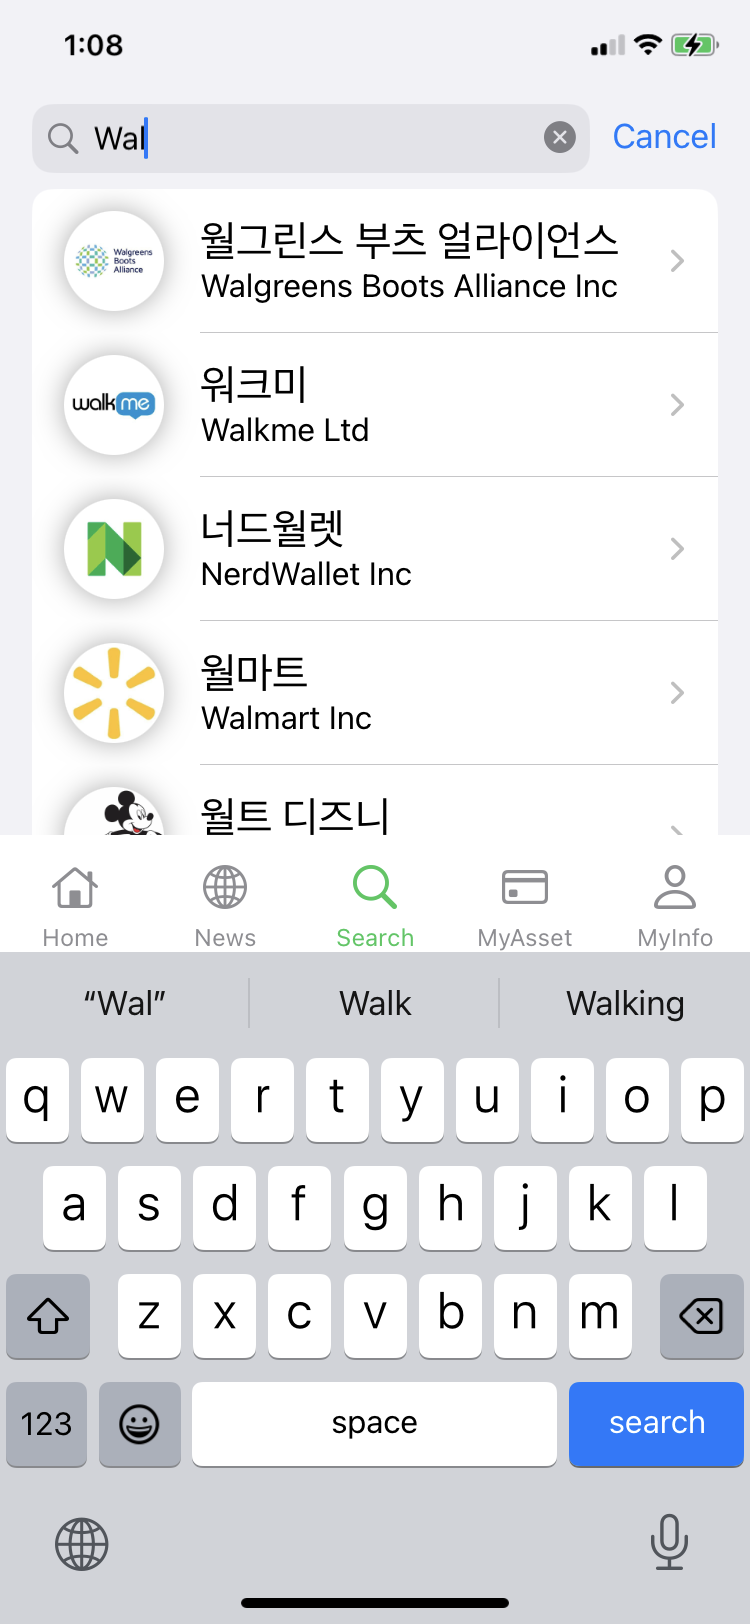 1:08
Wal
Cancel
Walgreens
Boots
Alliance
월그린스 부츠 얼라이언스
Walgreens Boots Alliance Inc
walkme
워크미
Walkme Ltd
N
너드월렛
NerdWallet Inc
월마트
Walmart Inc
월트 디즈니
Home
News
Search
MyAsset
MyInfo
“Wal”
Walk
Walking
q w e r t y u i o p
a s d f g h j k l
z x c v b n m
123
space
search